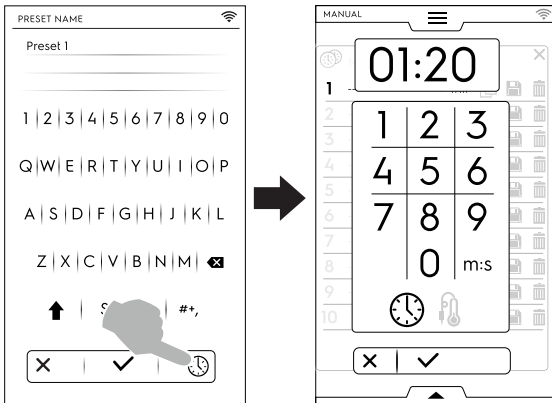 PRESET NAME
Preset 1
1 2 3 4 5 6 7 8 9 0
Q W E R T Y U I O P
A S D F G H J K L
Z X C V B N M
#+,
MANUAL
01:20
1
2
3
4
5
6
7
8
9
10
1 2 3
4 5 6
7 8 9
0 m:s